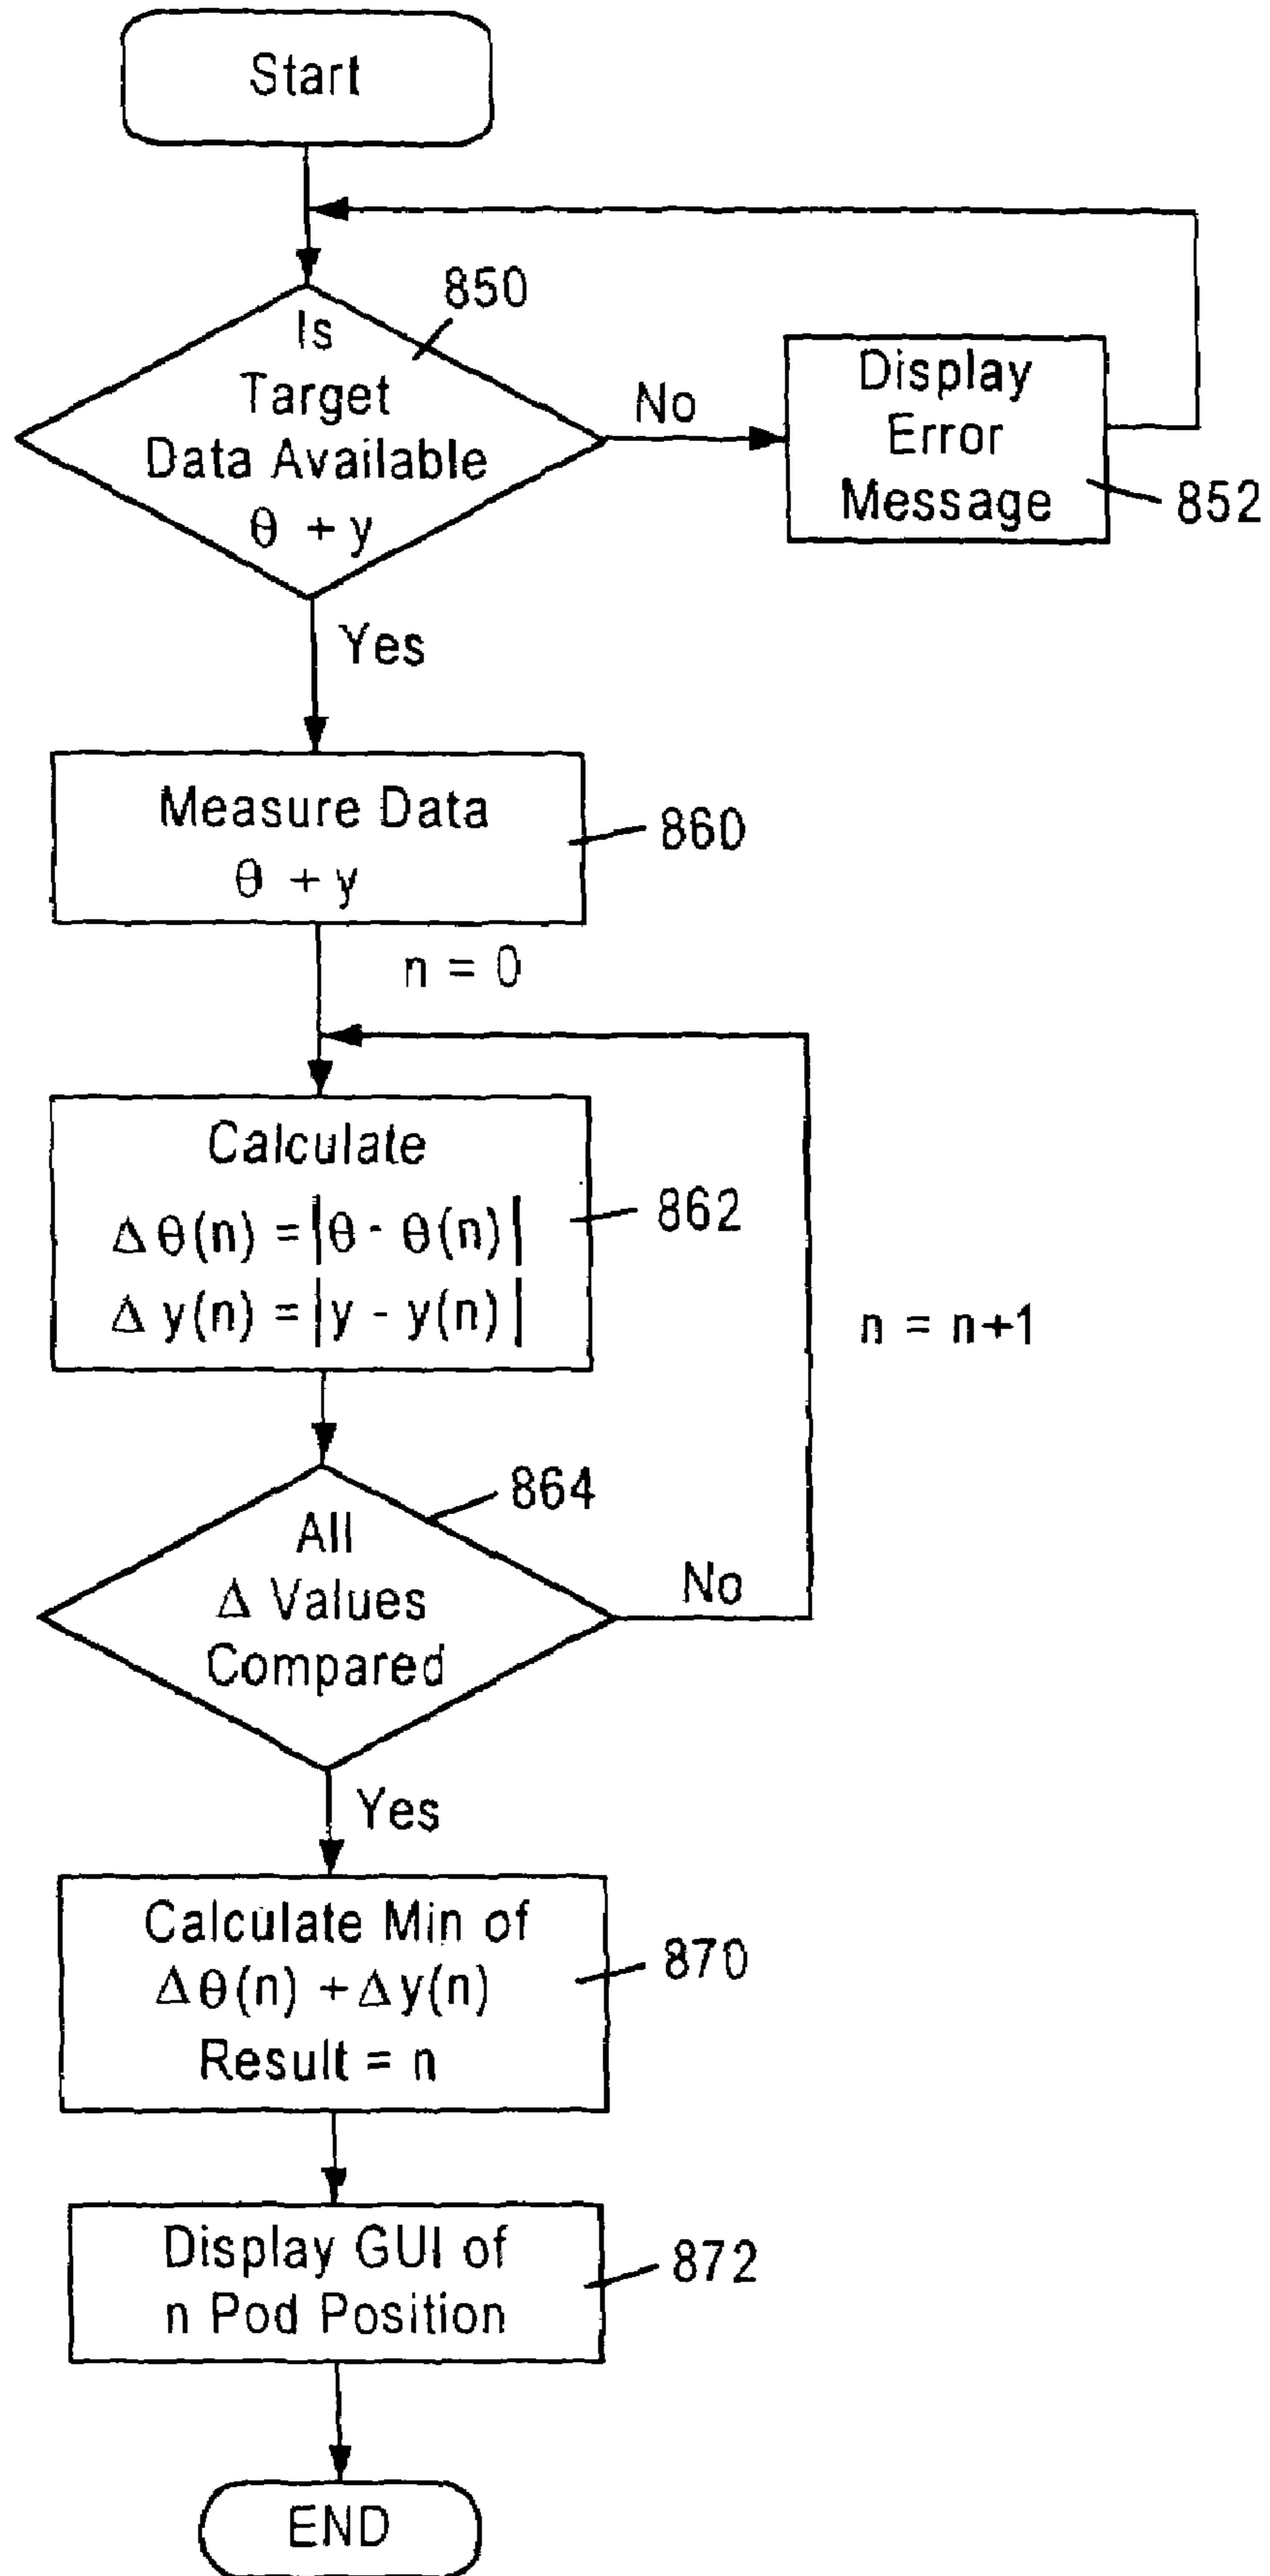 Start
850
Is
Target
Data Available
θ + y
No
Display
Error
Message
852
Yes
Measure Data
θ + y
860
n = 0
Calculate
Δ θ(n) = |θ - θ(n)|
Δ y(n) = |y - y(n)|
862
n = n+1
864
All
Δ Values
Compared
No
Yes
Calculate Min of
Δθ(n) + Δy(n)
Result = n
870
Display GUI of
n Pod Position
872
END